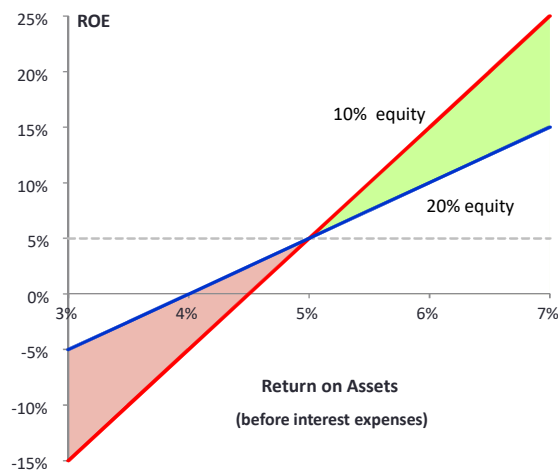 25%
ROE
20%
15%
10% equity
10%
20% equity
5%
0%
3%
4%
5%
6%
7%
-5%
Return on Assets
-10%
(before interest expenses)
-15%